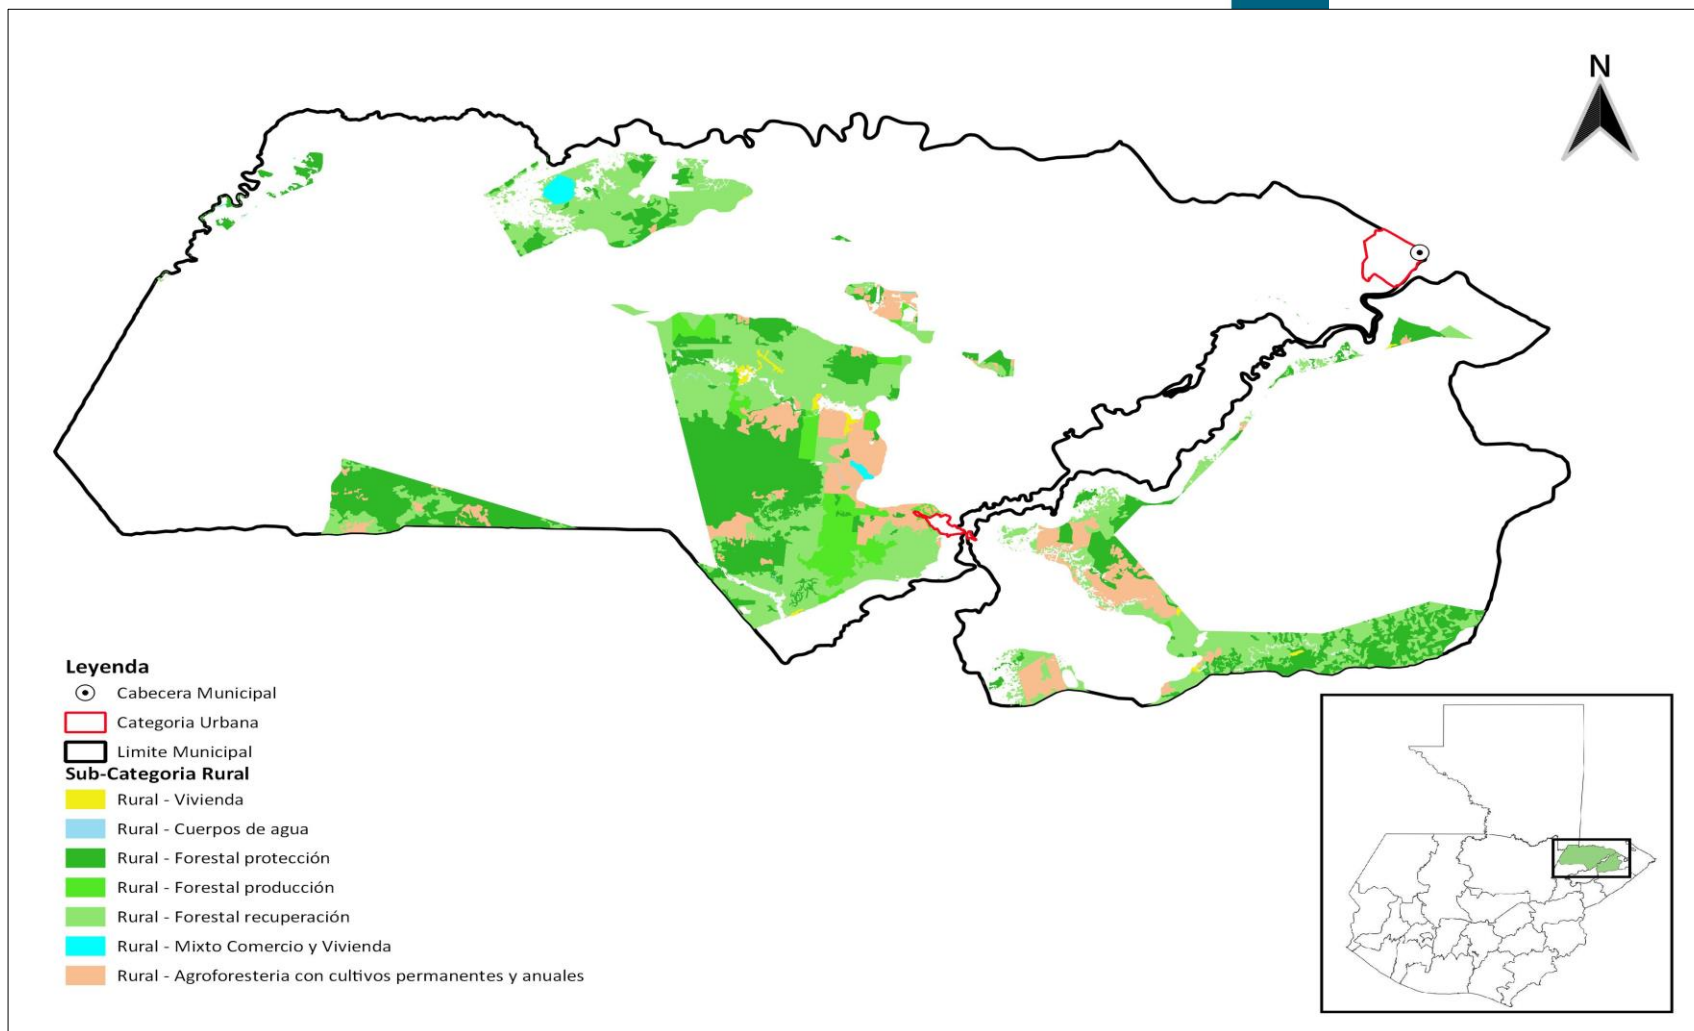 N
Leyenda
Cabecera Municipal
Categoria Urbana
Limite Municipal
Sub-Categoria Rural
Rural - Vivienda
Rural - Cuerpos de agua
Rural - Forestal protección
Rural - Forestal producción
Rural - Forestal recuperación
Rural - Mixto Comercio y Vivienda
Rural - Agroforesteria con cultivos permanentes y anuales